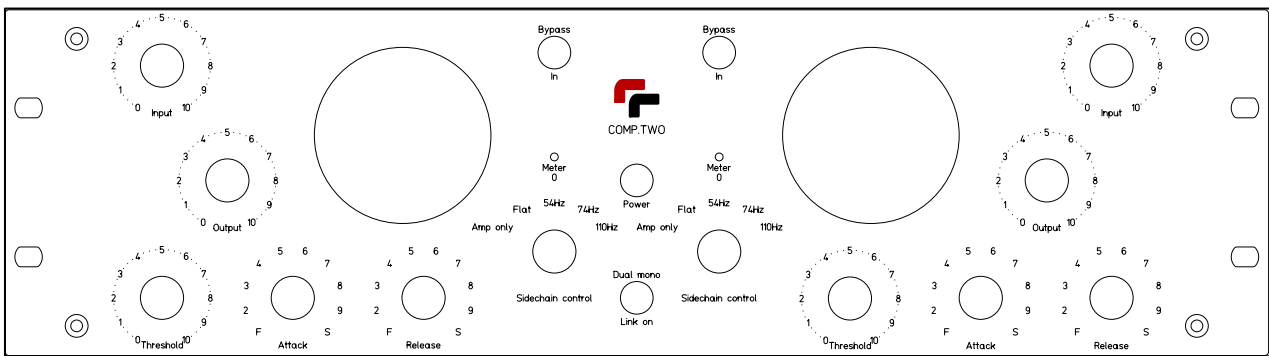 5 Bypass Bypass 5
4 6 4 6
3 7 3 7
2 8 2 8
1 9 1 9
0 Input 10 In In 0 Input 10
COMP.TWO
5 5
4 6 4 6
3 7 3 7
2 8 Meter Meter 2 8
0 0
1 9 Power 1 9
0 Output 10 0 Output 10
Flat 54Hz 74Hz Flat 54Hz 74Hz
Amp only 110Hz Amp only 110Hz
5 5 6 5 6 5 5 6 5 6
4 6 4 7 4 7 4 6 4 7 4 7
3 7 3 8 3 8 Dual mono 3 7 3 8 3 8
2 8 Sidechain control Sidechain control 2 8
1 9 2 9 2 9 Link on 1 9 2 9 2 9
0 10 F S F S 0 10 F S F S
Threshold Attack Release Threshold Attack Release